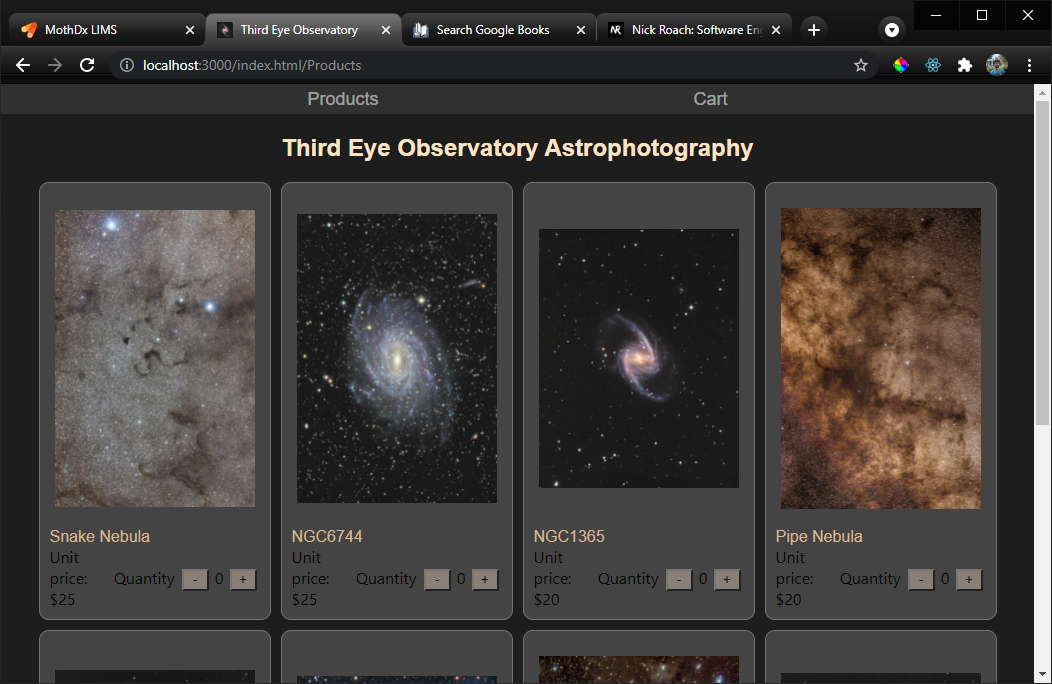 MothDx LIMS
Third Eye Observatory
Search Google Books
NR
Nick Roach: Software En
localhost:3000/index.html/Products
Products
Cart
Third Eye Observatory Astrophotography
Snake Nebula
Unit
price:
$25
Quantity - 0 +
NGC6744
Unit
price:
$25
Quantity - 0 +
NGC1365
Unit
price:
$20
Quantity - 0 +
Pipe Nebula
Unit
price:
$20
Quantity - 0 +